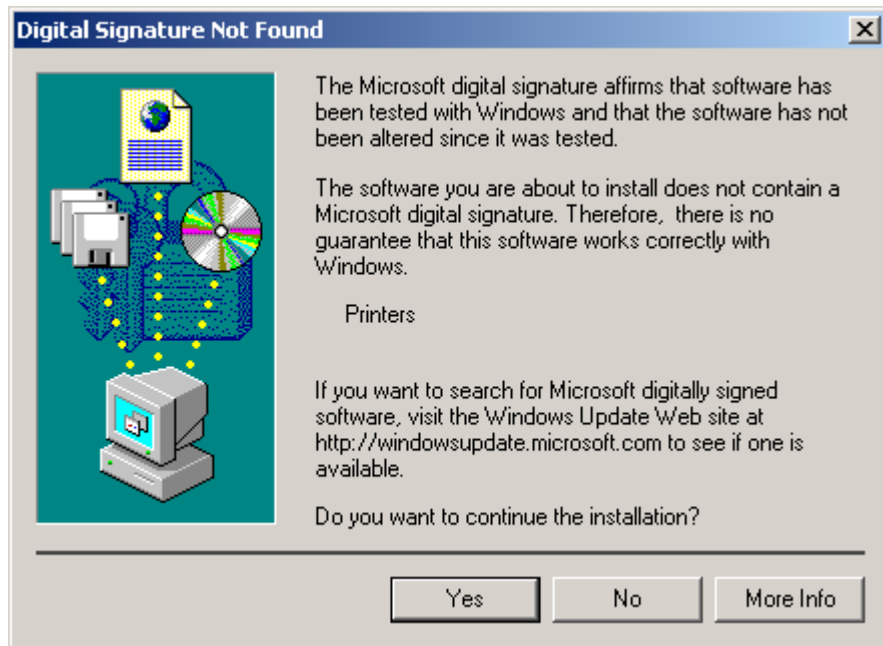 Digital Signature Not Found
The Microsoft digital signature affirms that software has
been tested with Windows and that the software has not
been altered since it was tested.
The software you are about to install does not contain a
Microsoft digital signature. Therefore,  there is no
guarantee that this software works correctly with
Windows.
Printers
If you want to search for Microsoft digitally signed
software, visit the Windows Update Web site at
http://windowsupdate.microsoft.com to see if one is
available.
Do you want to continue the installation?
Yes
No
More Info